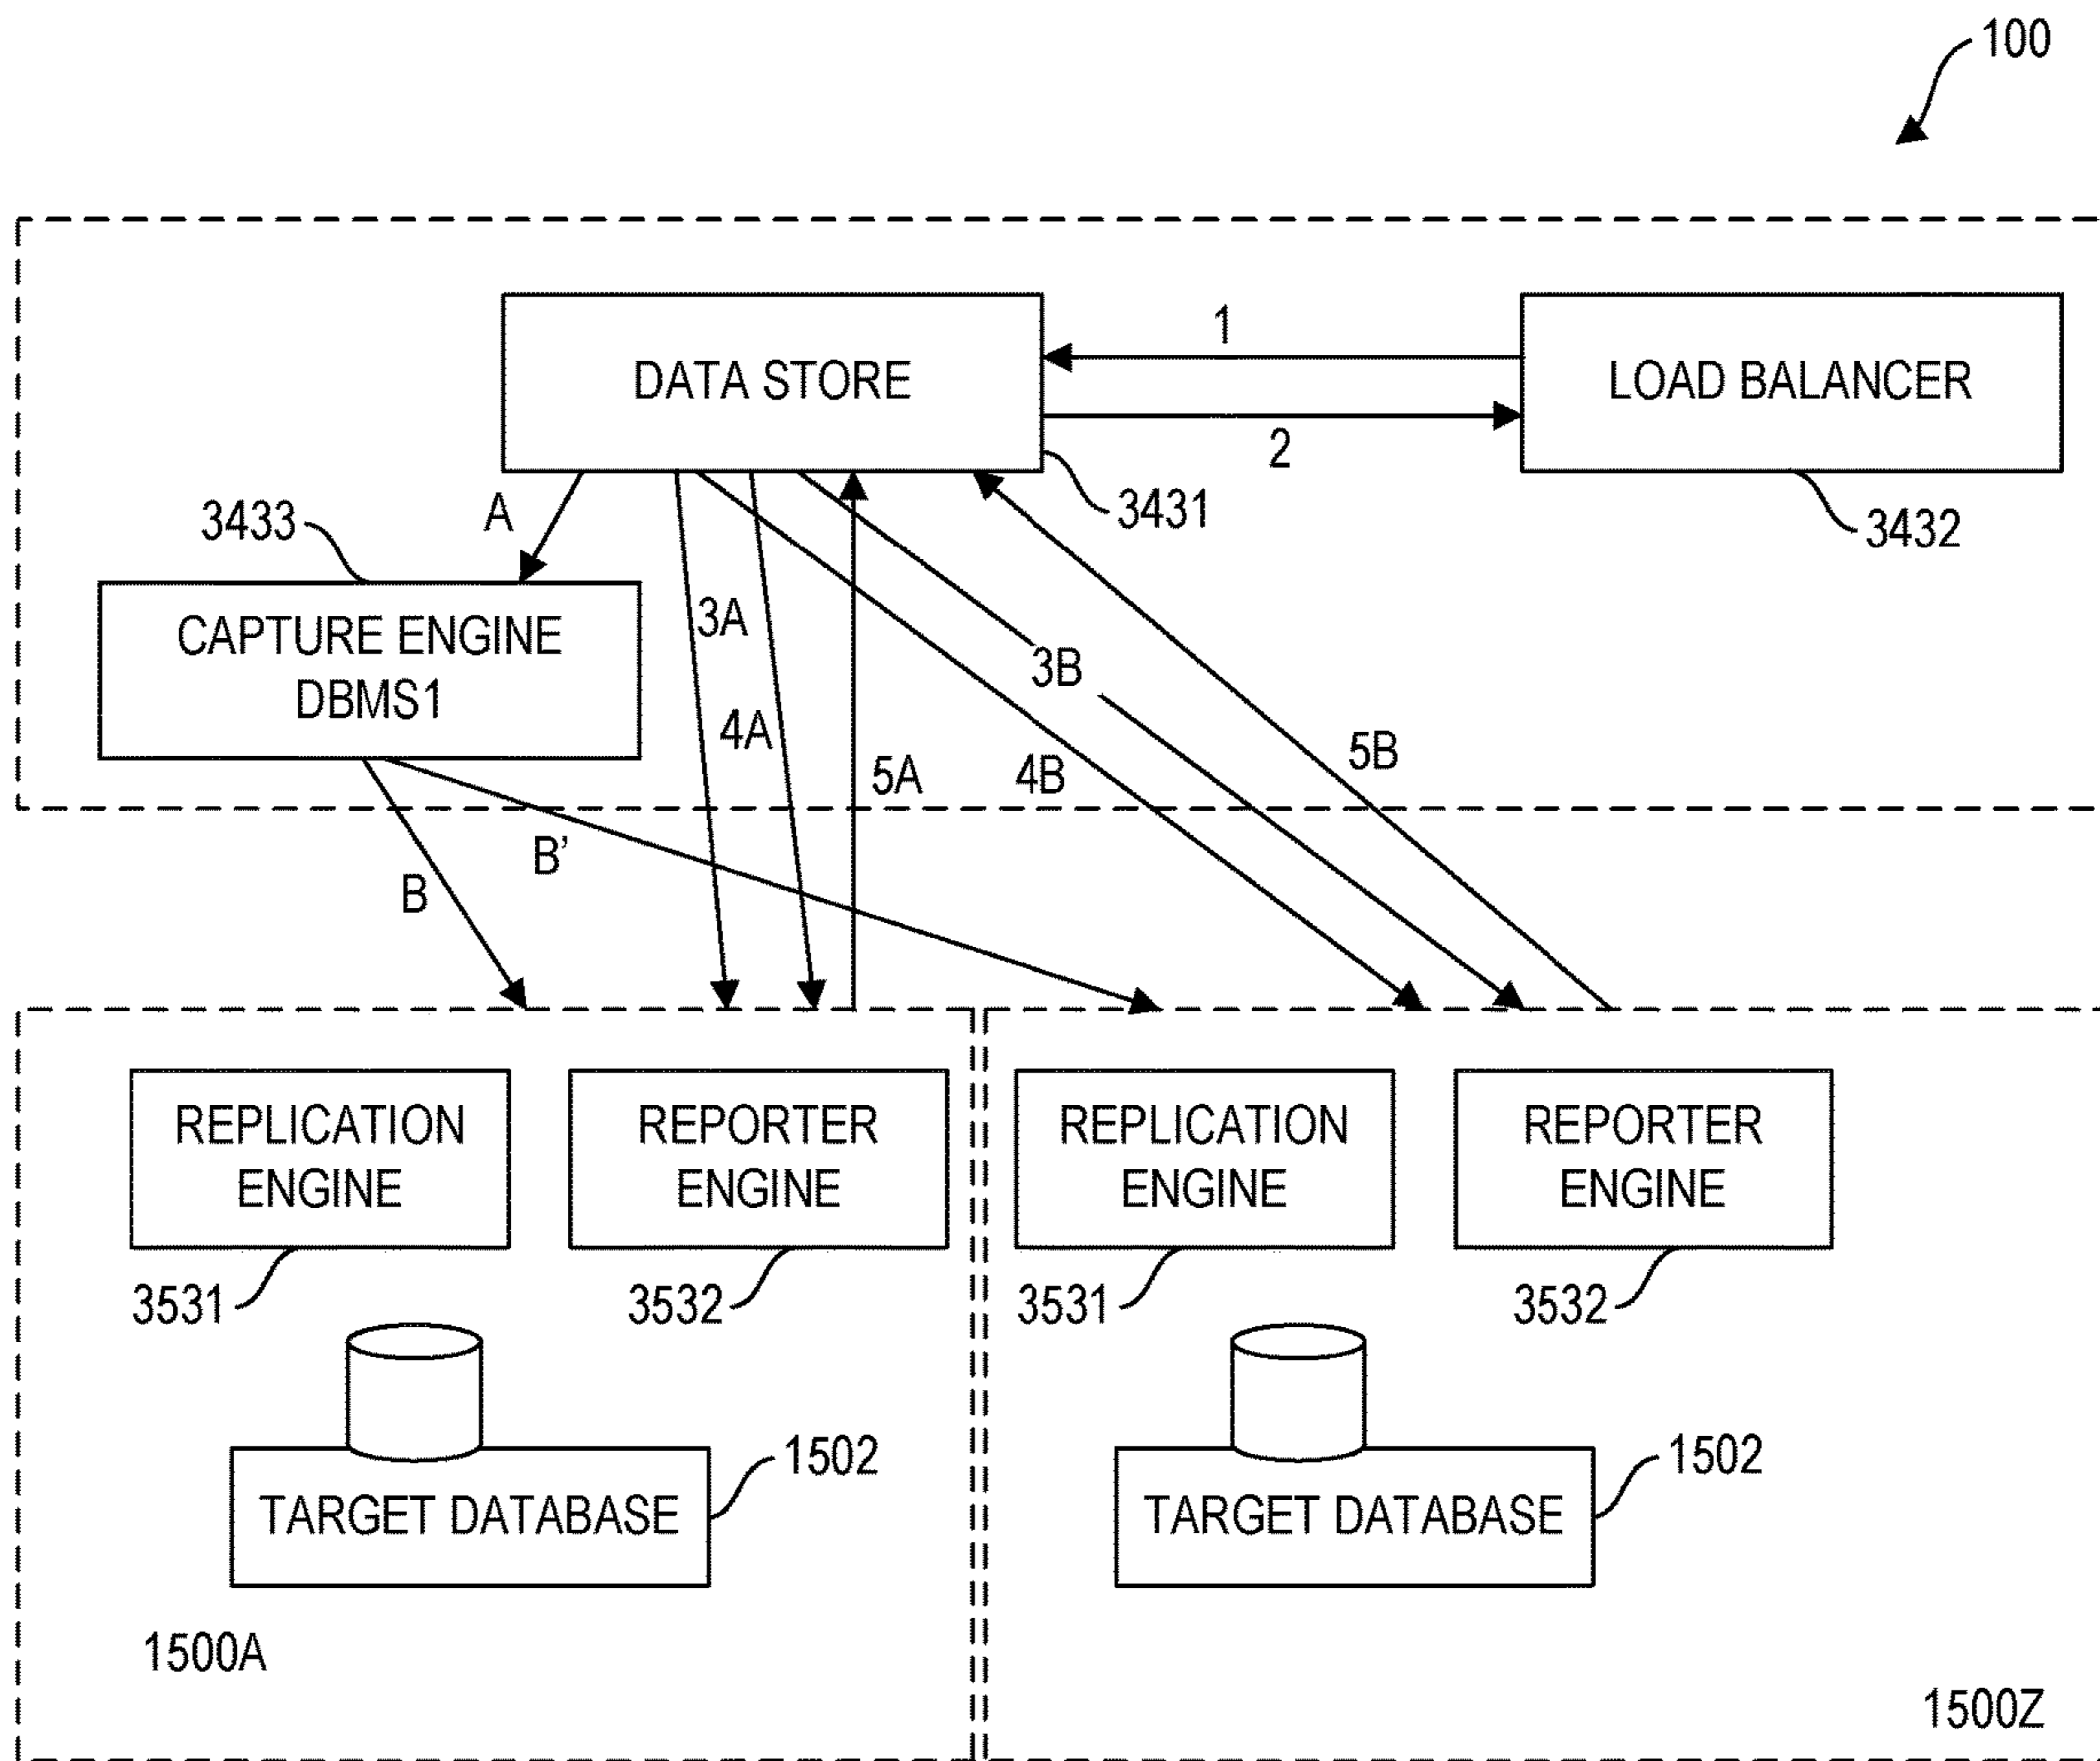 100
DATA STORE
1
2
LOAD BALANCER
3431
3432
3433
A
CAPTURE ENGINE
DBMS1
3A
4A
5A
3B
4B
5B
B
B’
REPLICATION
ENGINE
3531
REPORTER
ENGINE
3532
TARGET DATABASE
1502
1500A
REPLICATION
ENGINE
3531
REPORTER
ENGINE
3532
TARGET DATABASE
1502
1500Z